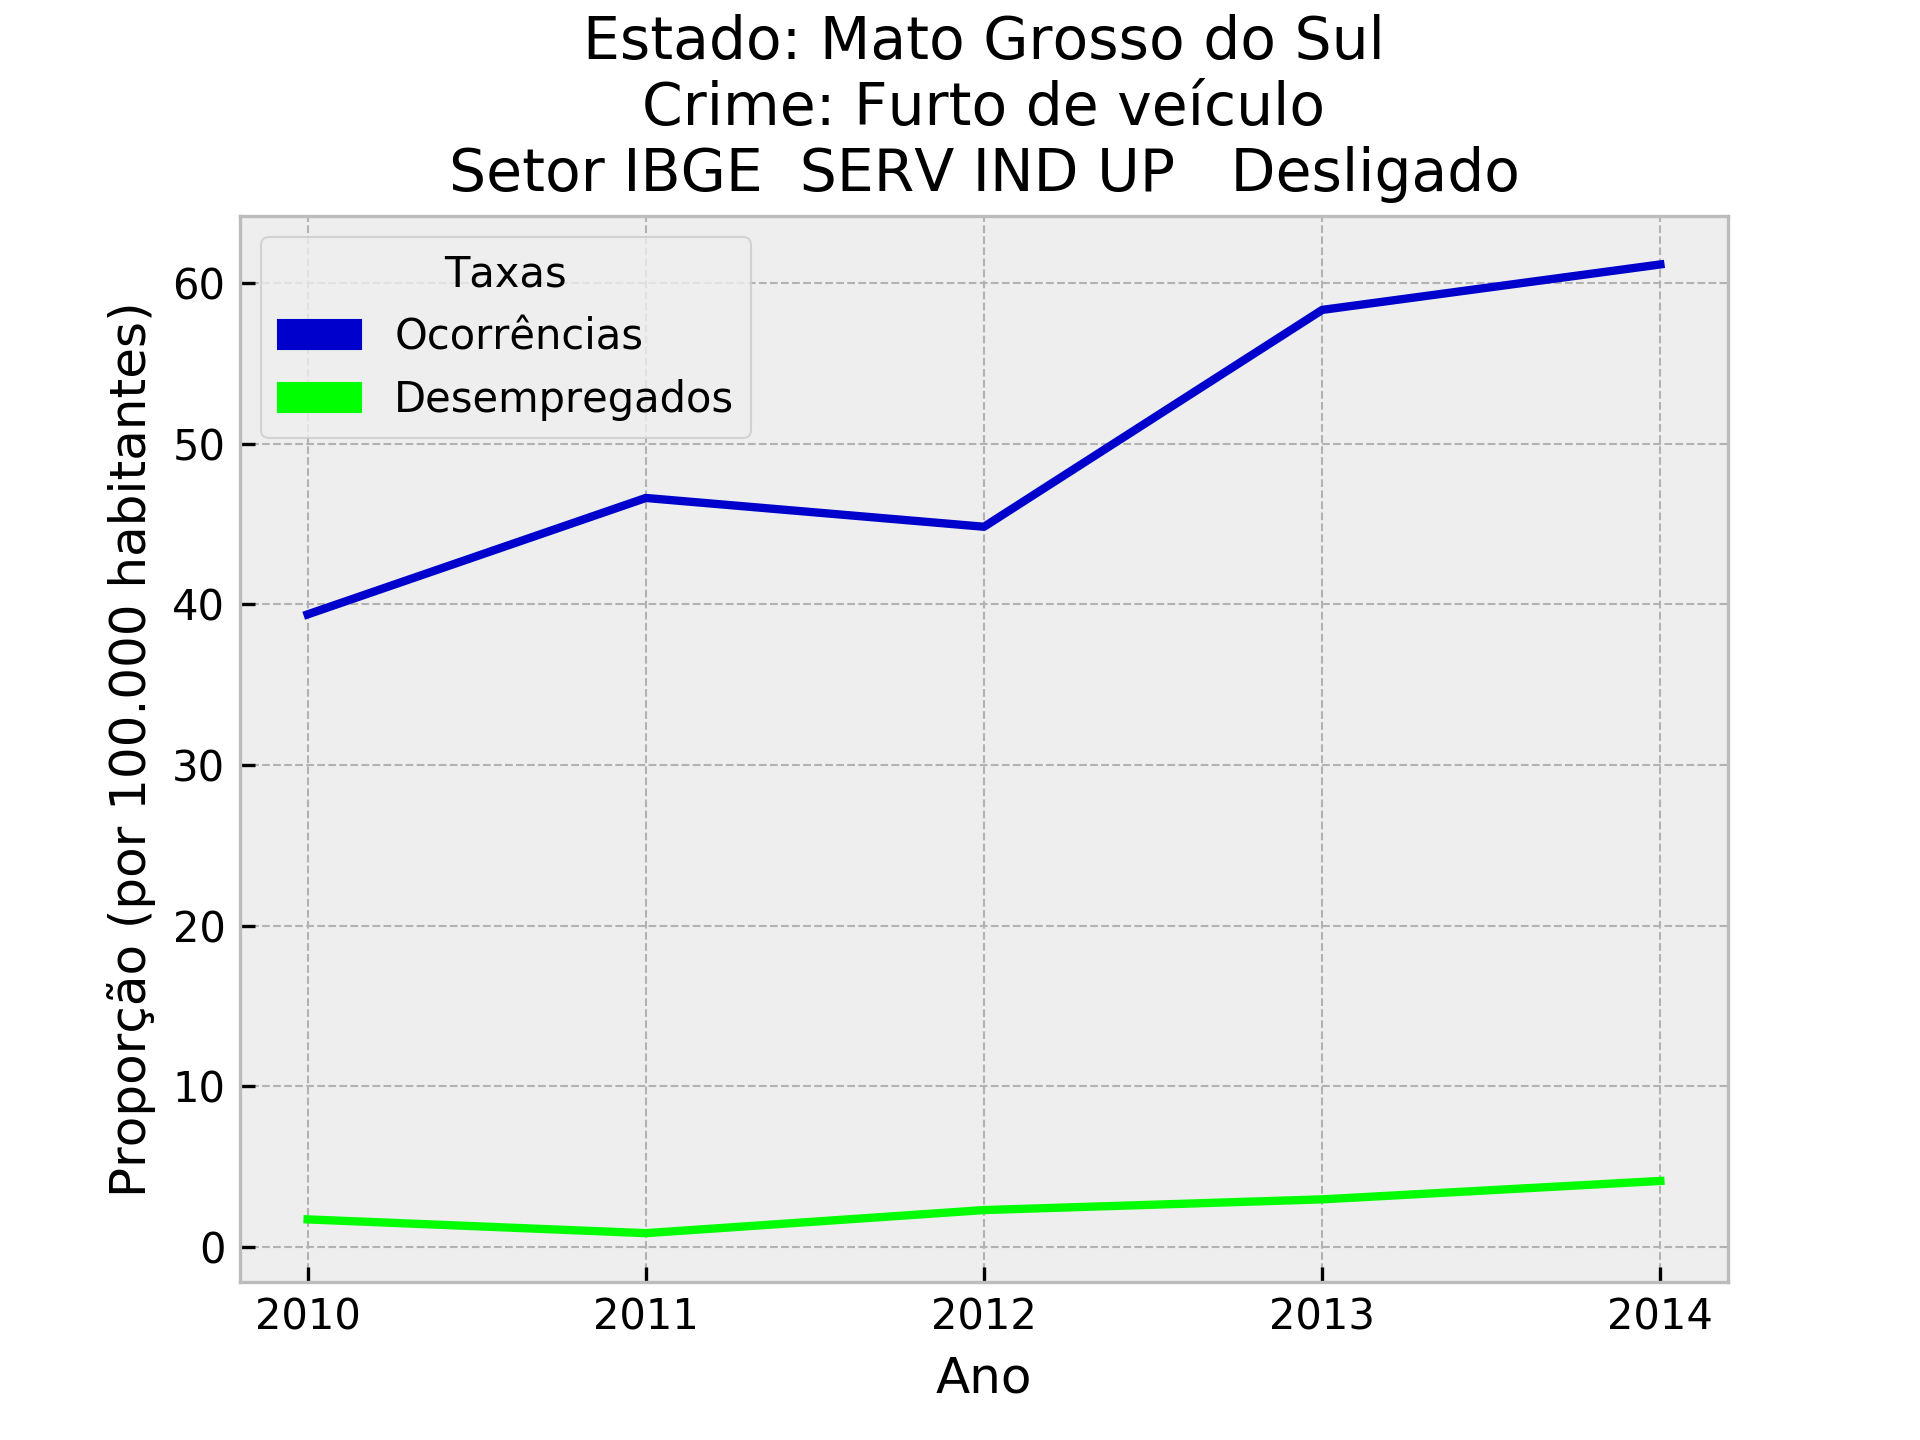 Estado: Mato Grosso do Sul
Crime: Furto de veículo
Setor IBGE  SERV IND UP   Desligado
Taxas
Ocorrências
Desempregados
Proporção (por 100.000 habitantes)
60
50
40
30
20
10
0
2010 2011 2012 2013 2014
Ano